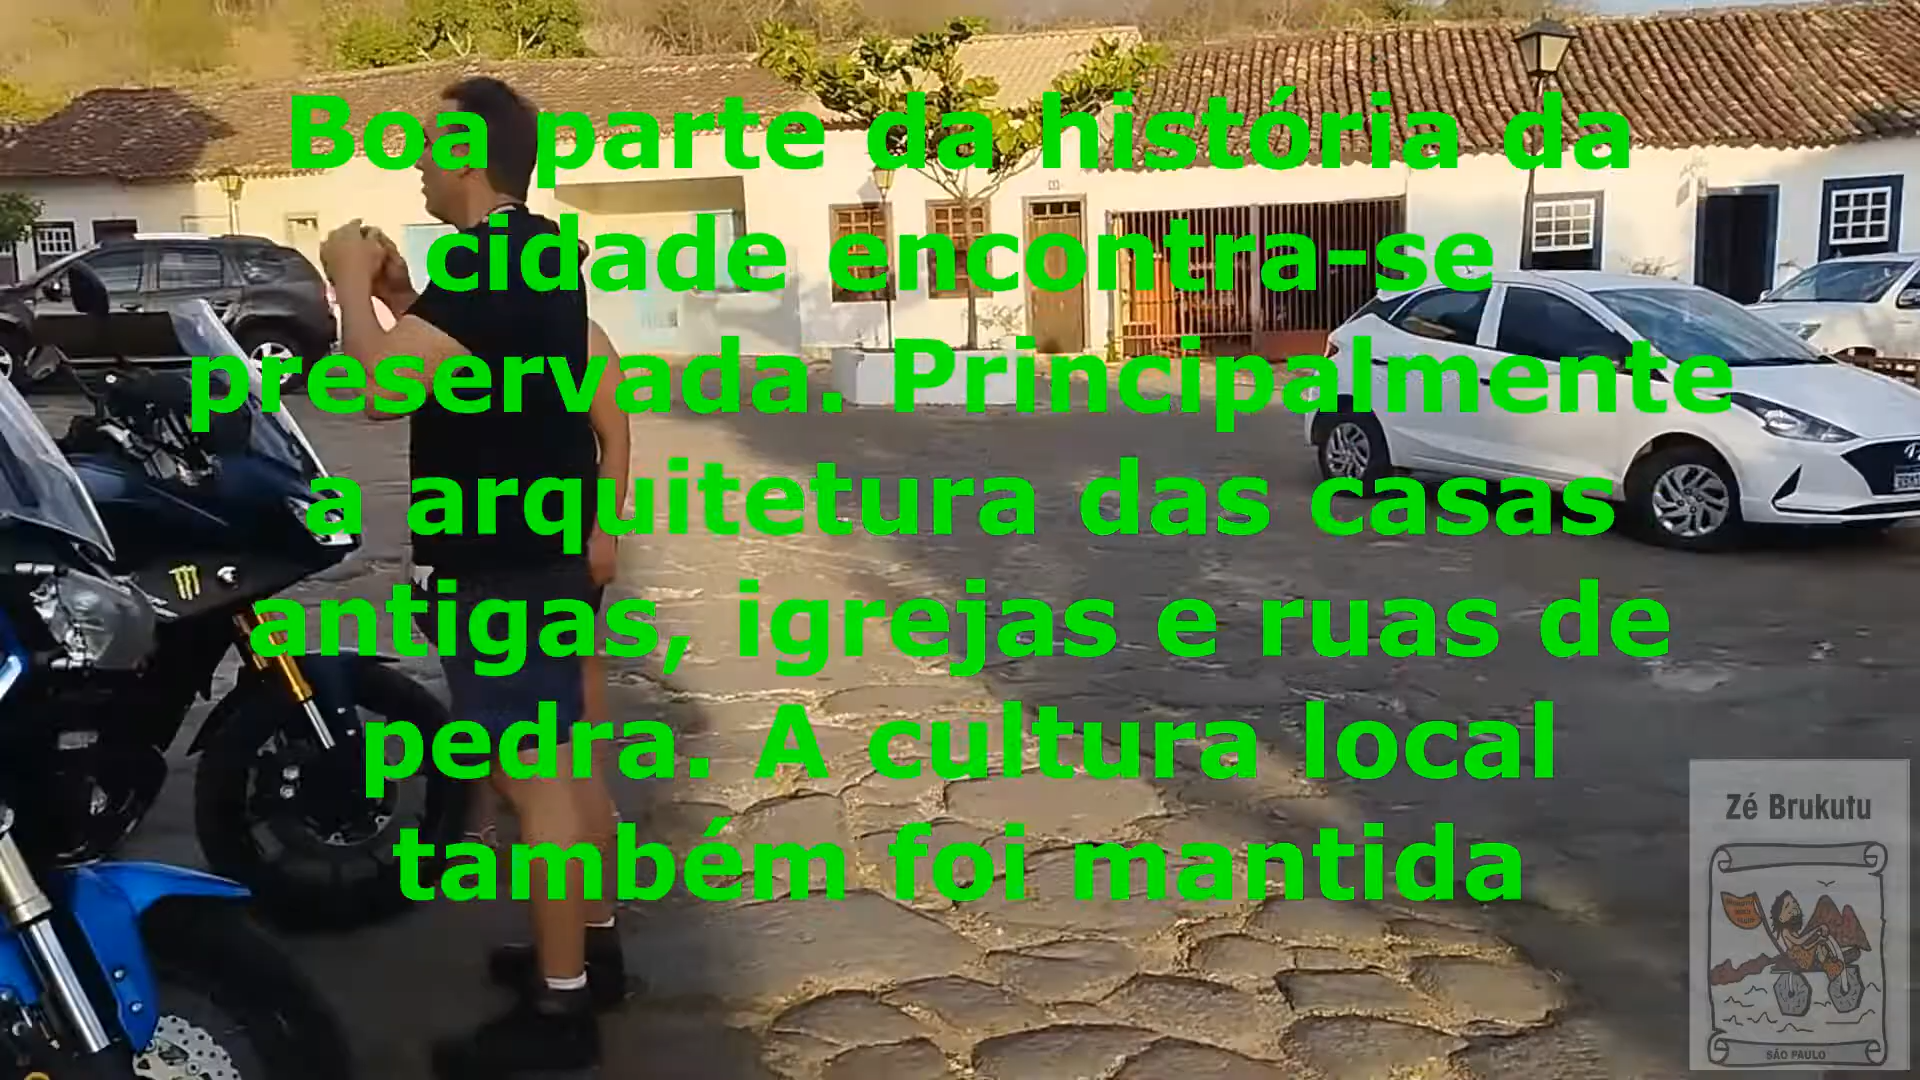 Boa parte da história da
cidade encontra-se
preservada. Principalmente
a arquitetura das casas
antigas, igrejas e ruas de
pedra. A cultura local
também foi mantida
Zé Brukutu
SÃO PAULO